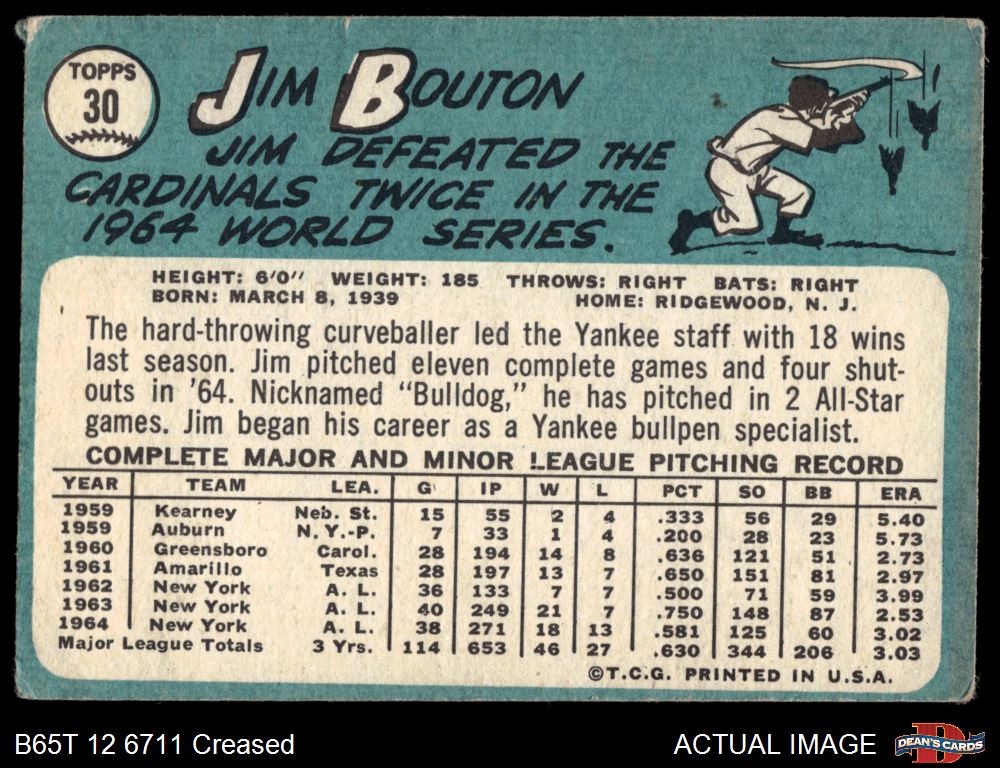 TOPPS
30
JIM BOUTON
JIM DEFEATED THE
CARDINALS TWICE IN THE
1964 WORLD SERIES.
HEIGHT: 6'0" WEIGHT: 185 THROWS: RIGHT BATS: RIGHT
BORN: MARCH 8, 1939 HOME: RIDGEWOOD, N. J.
The hard-throwing curveballer led the Yankee staff with 18 wins
last season. Jim pitched eleven complete games and four shut-
outs in '64. Nicknamed "Bulldog," he has pitched in 2 All-Star
games. Jim began his career as a Yankee bullpen specialist.
COMPLETE MAJOR AND MINOR LEAGUE PITCHING RECORD
YEAR TEAM LEA. G IP W L PCT SO BB ERA
1959 Kearney Neb. St. 15 55 2 4 .333 56 29 5.40
1959 Auburn N.Y.-P. 7 33 1 4 .200 28 23 5.73
1960 Greensboro Carol. 28 194 14 8 .636 121 51 2.73
1961 Amarillo Texas 28 197 13 7 .650 151 81 2.97
1962 New York A. L. 36 133 7 7 .500 71 59 3.99
1963 New York A. L. 40 249 21 7 .750 148 87 2.53
1964 New York A. L. 38 271 18 13 .581 125 60 3.02
Major League Totals 3 Yrs. 114 653 46 27 .630 344 206 3.03
©T.C.G. PRINTED IN U.S.A.
B65T 12 6711 Creased
ACTUAL IMAGE
DEAN'S CARDS